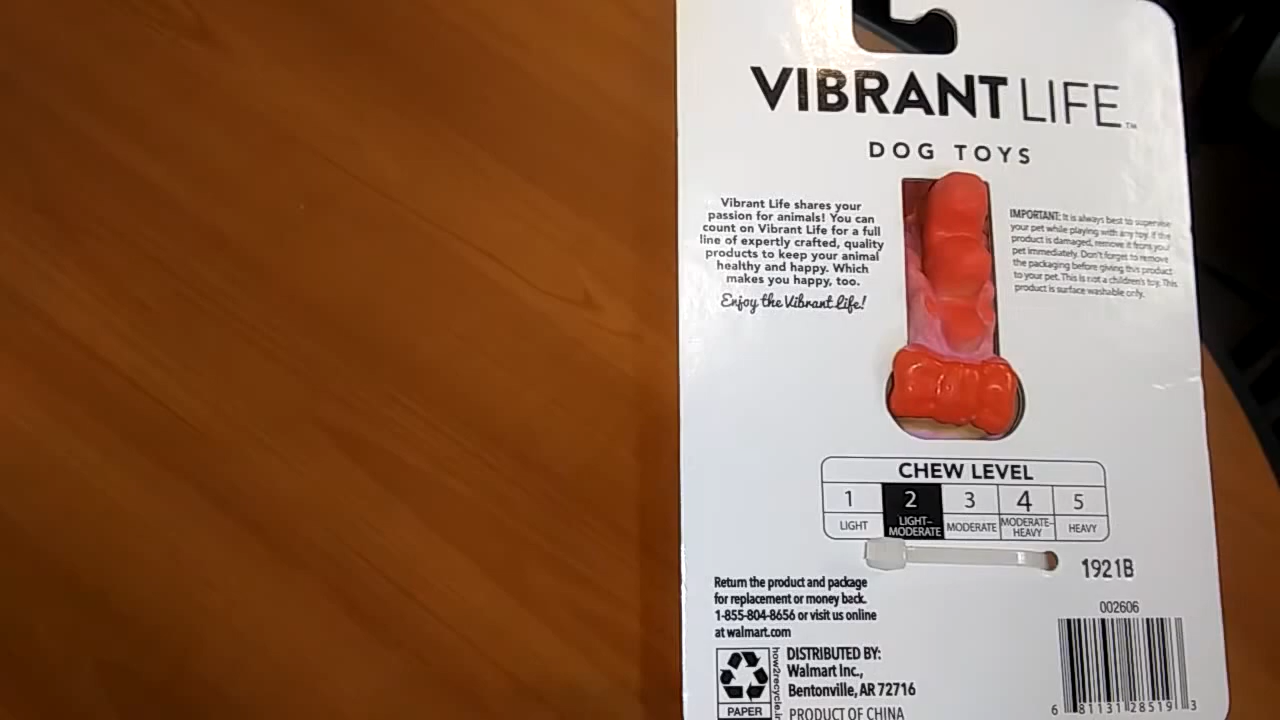 VIBRANT LIFE™
DOG TOYS
Vibrant Life shares your
passion for animals! You can
count on Vibrant Life for a full
line of expertly crafted, quality
products to keep your animal
healthy and happy. Which
makes you happy, too.
Enjoy the Vibrant Life!
IMPORTANT: It is always best to supervise
your pet while playing with any toy. If the
product is damaged, remove it from your
pet immediately. Don't forget to remove
the packaging before giving this product
to your pet. This is not a children's toy. This
product is surface washable only.
CHEW LEVEL
1 2 3 4 5
LIGHT LIGHT-MODERATE MODERATE MODERATE-HEAVY HEAVY
1921B
Return the product and package
for replacement or money back.
1-855-804-8656 or visit us online
at walmart.com
002606
how2recycle.in
PAPER
DISTRIBUTED BY:
Walmart Inc.,
Bentonville, AR 72716
PRODUCT OF CHINA
6 81131 28519 3